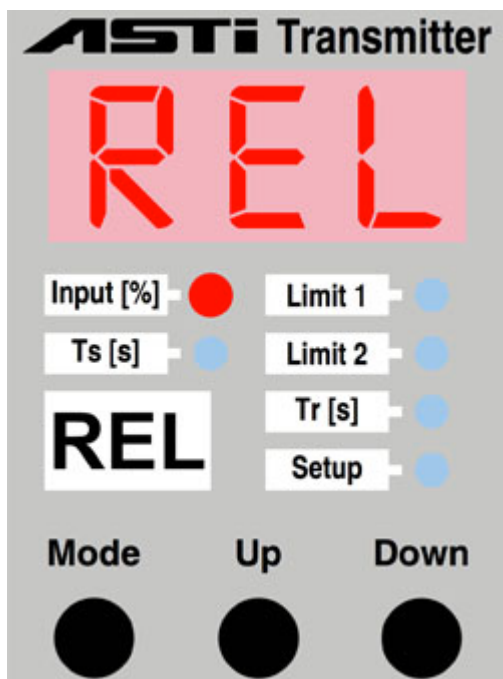 ASTi Transmitter
REL
Input [%]
Limit 1
Ts [s]
Limit 2
REL
Tr [s]
Setup
Mode Up Down